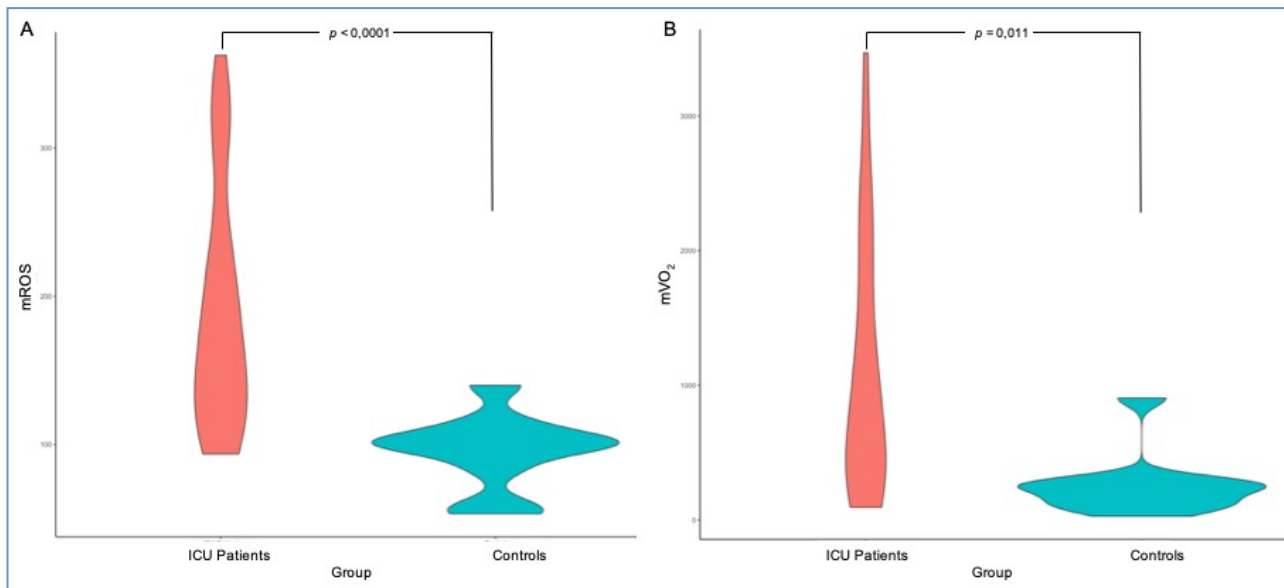 A
p < 0,0001
300
200
100
mROS
ICU Patients
Controls
Group
B
p = 0,011
3000
2000
1000
0
mVO₂
ICU Patients
Controls
Group